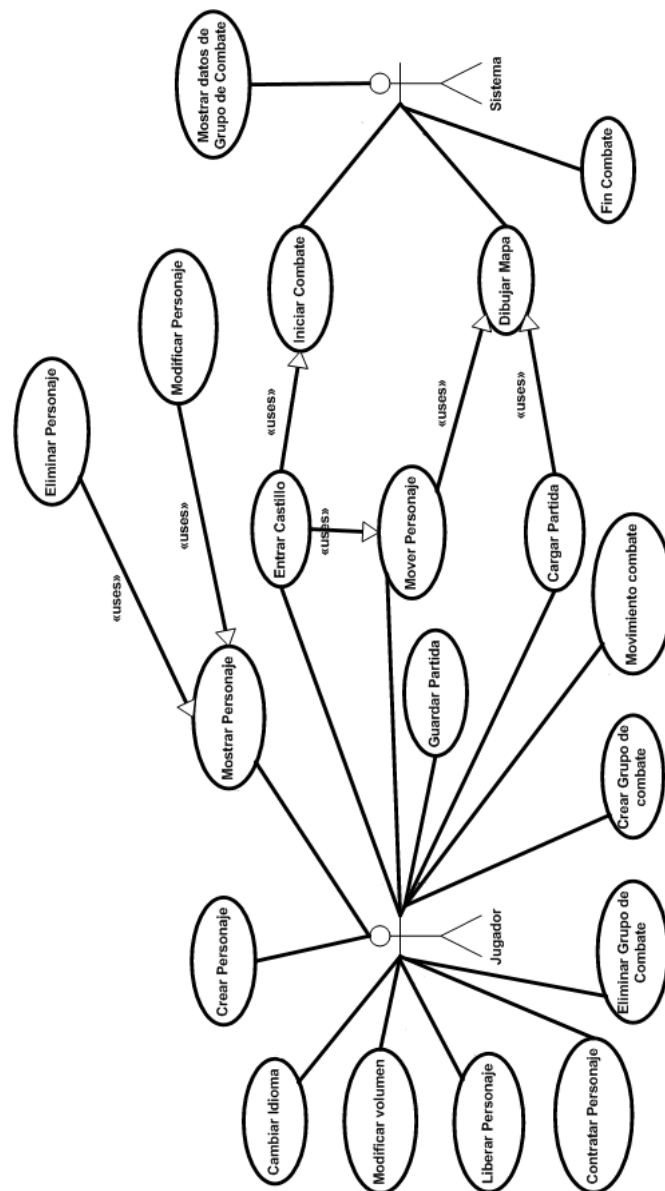 Eliminar Personaje
«uses»
Modificar Personaje
«uses»
Mostrar datos de
Grupo de Combate
Crear Personaje
Mostrar Personaje
Cambiar Idioma
Entrar Castillo
«uses»
Iniciar Combate
«uses»
Modificar volumen
Mover Personaje
Guardar Partida
«uses»
Liberar Personaje
Jugador
Sistema
Dibujar Mapa
Cargar Partida
«uses»
Contratar Personaje
Eliminar Grupo de
Combate
Crear Grupo de
combate
Movimiento combate
Fin Combate